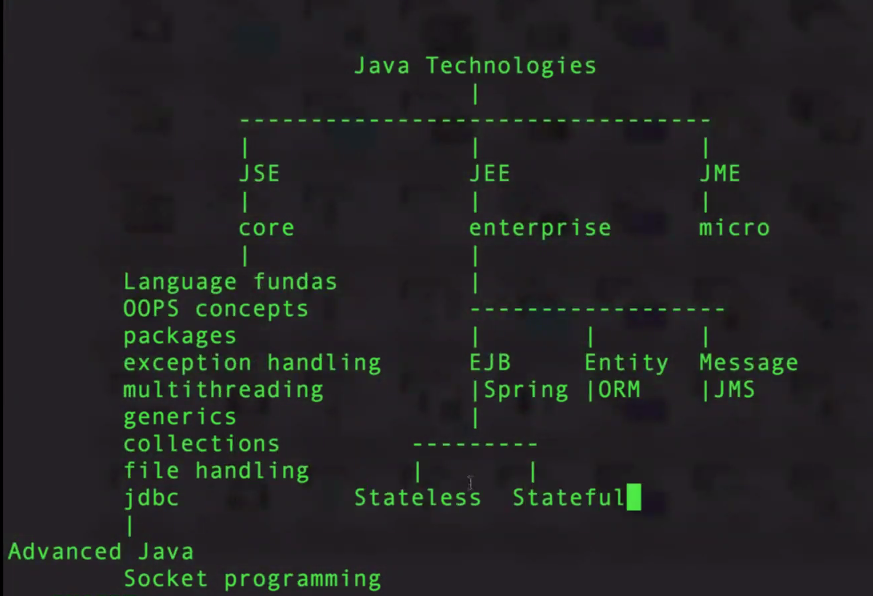 Java Technologies
|
---------------------------------
| | |
JSE JEE JME
| | |
core enterprise micro
| |
Language fundas |
OOPS concepts ------------------
packages | | |
exception handling EJB Entity Message
multithreading |Spring |ORM |JMS
generics |
collections ---------
file handling | |
jdbc Stateless Stateful
|
Advanced Java
Socket programming